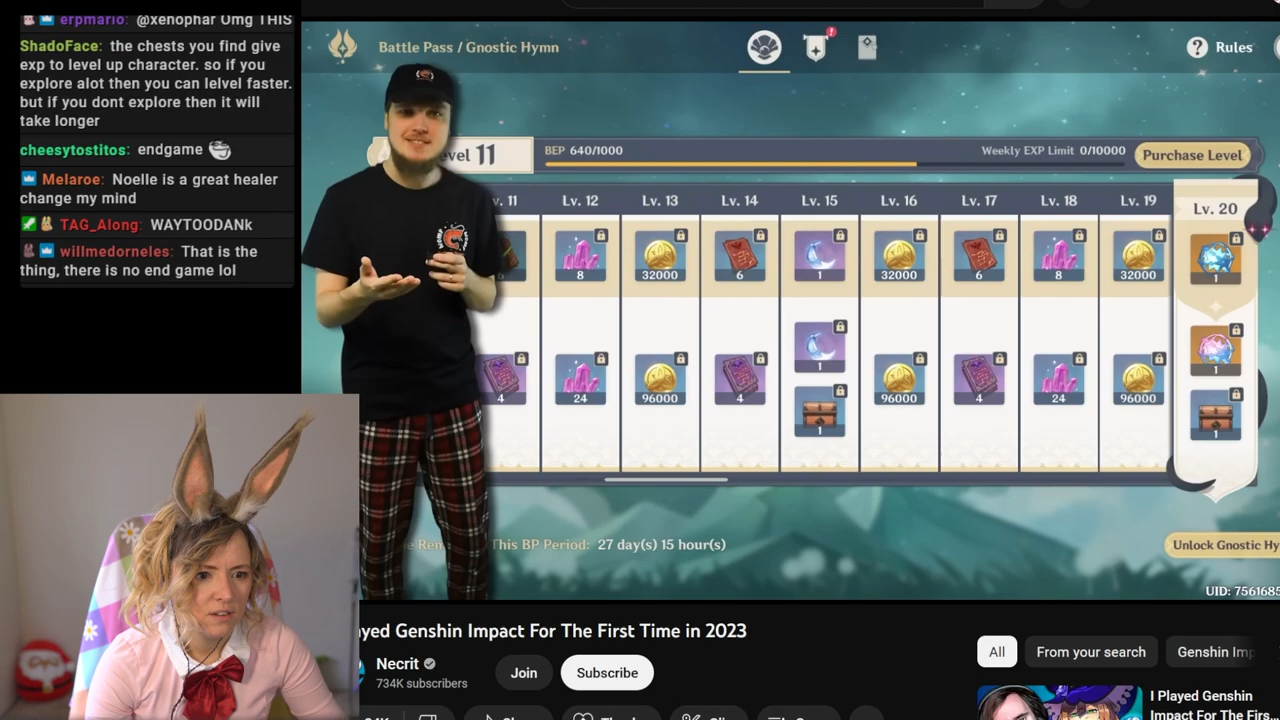 erpmario: @xenophar Omg THIS
ShadoFace: the chests you find give
exp to level up character. so if you
explore alot then you can lelvel faster.
but if you dont explore then it will
take longer
cheesytostitos: endgame
Melaroe: Noelle is a great healer
change my mind
TAG_Along: WAYTOODANk
willmedorneles: That is the
thing, there is no end game lol
Battle Pass / Gnostic Hymn
? Rules
evel 11
BEP 640/1000
Weekly EXP Limit 0/10000
Purchase Level
v. 11 Lv. 12 Lv. 13 Lv. 14 Lv. 15 Lv. 16 Lv. 17 Lv. 18 Lv. 19 Lv. 20
8 32000 6 1 32000 6 8 32000 1
1 1
4 24 96000 4 1 96000 4 24 96000 1
This BP Period: 27 day(s) 15 hour(s)
Unlock Gnostic Hy
UID: 7561685
ayed Genshin Impact For The First Time in 2023
Necrit
734K subscribers
Join
Subscribe
All
From your search
Genshin Imp
I Played Genshin
Impact For The Fire